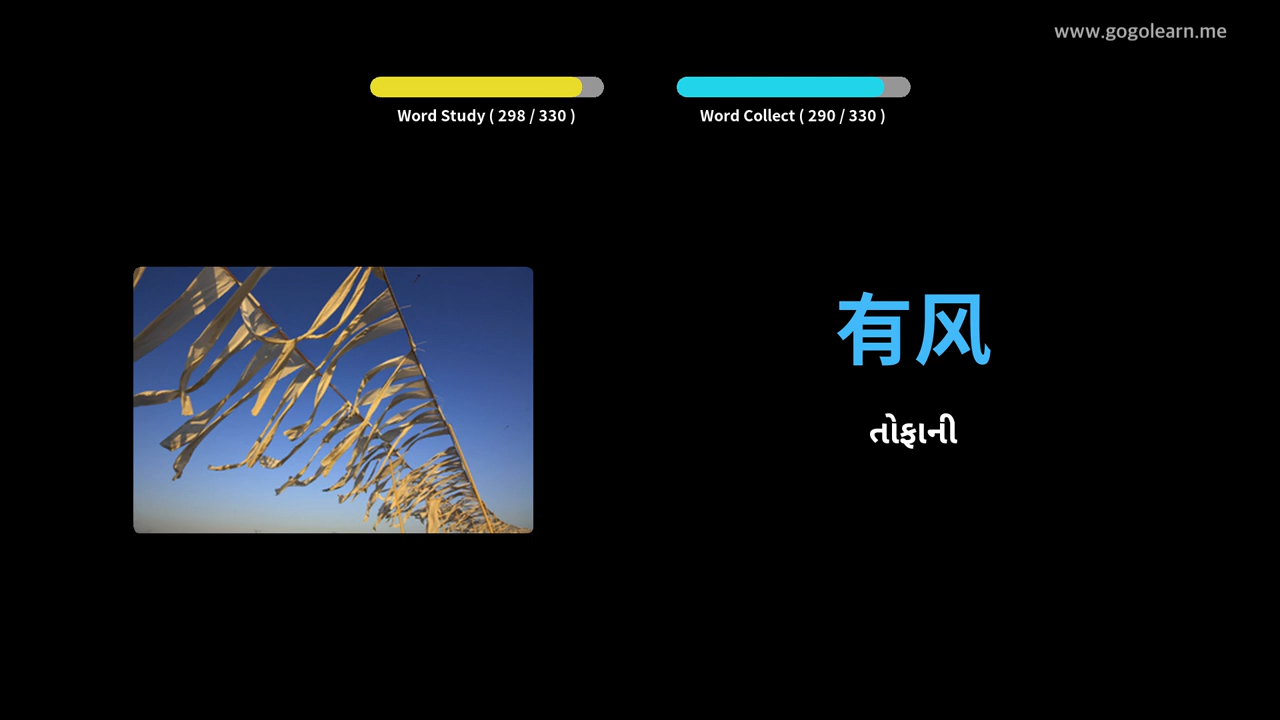 www.gogolearn.me
Word Study ( 298 / 330 )
Word Collect ( 290 / 330 )
有风
તોફાની